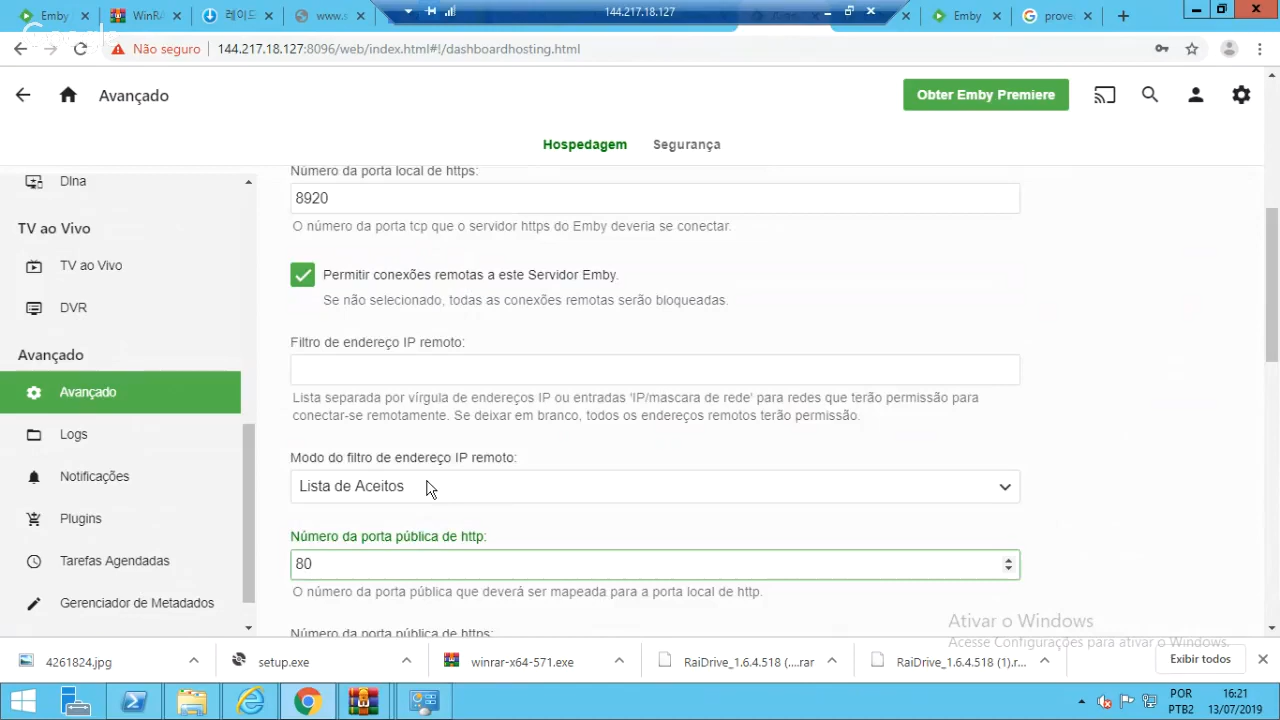 Emby
WinRA
레이드
www.s
144.217.18.127
Emby
prove
Não seguro
144.217.18.127:8096/web/index.html#!/dashboardhosting.html
Avançado
Obter Emby Premiere
Hospedagem
Segurança
Dlna
TV ao Vivo
TV ao Vivo
DVR
Avançado
Avançado
Logs
Notificações
Plugins
Tarefas Agendadas
Gerenciador de Metadados
Número da porta local de https:
8920
O número da porta tcp que o servidor https do Emby deveria se conectar.
Permitir conexões remotas a este Servidor Emby.
Se não selecionado, todas as conexões remotas serão bloqueadas.
Filtro de endereço IP remoto:
Lista separada por vírgula de endereços IP ou entradas 'IP/mascara de rede' para redes que terão permissão para
conectar-se remotamente. Se deixar em branco, todos os endereços remotos terão permissão.
Modo do filtro de endereço IP remoto:
Lista de Aceitos
Número da porta pública de http:
80
O número da porta pública que deverá ser mapeada para a porta local de http.
Número da porta pública de https:
Ativar o Windows
Acesse Configurações para ativar o Windows.
4261824.jpg
setup.exe
winrar-x64-571.exe
RaiDrive_1.6.4.518 (....rar
RaiDrive_1.6.4.518 (1).r...
Exibir todos
POR
PTB2
16:21
13/07/2019